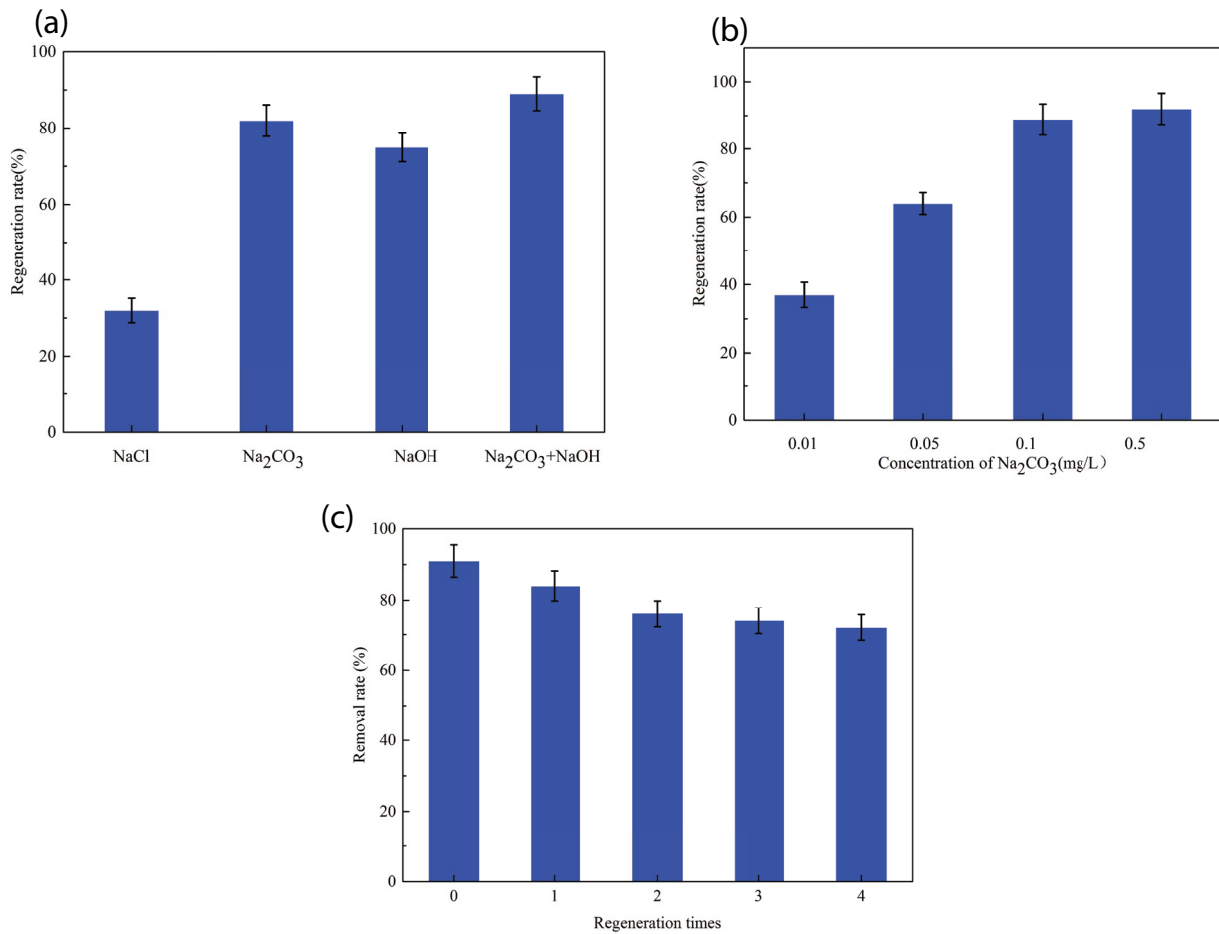 (a)
100
80
60
40
20
0
Regeneration rate(%)
NaCl
Na2CO3
NaOH
Na2CO3+NaOH
(b)
100
80
60
40
20
0
Regeneration rate(%)
0.01
0.05
0.1
0.5
Concentration of Na2CO3(mg/L）
(c)
100
80
60
40
20
0
Removal rate (%)
0
1
2
3
4
Regeneration times